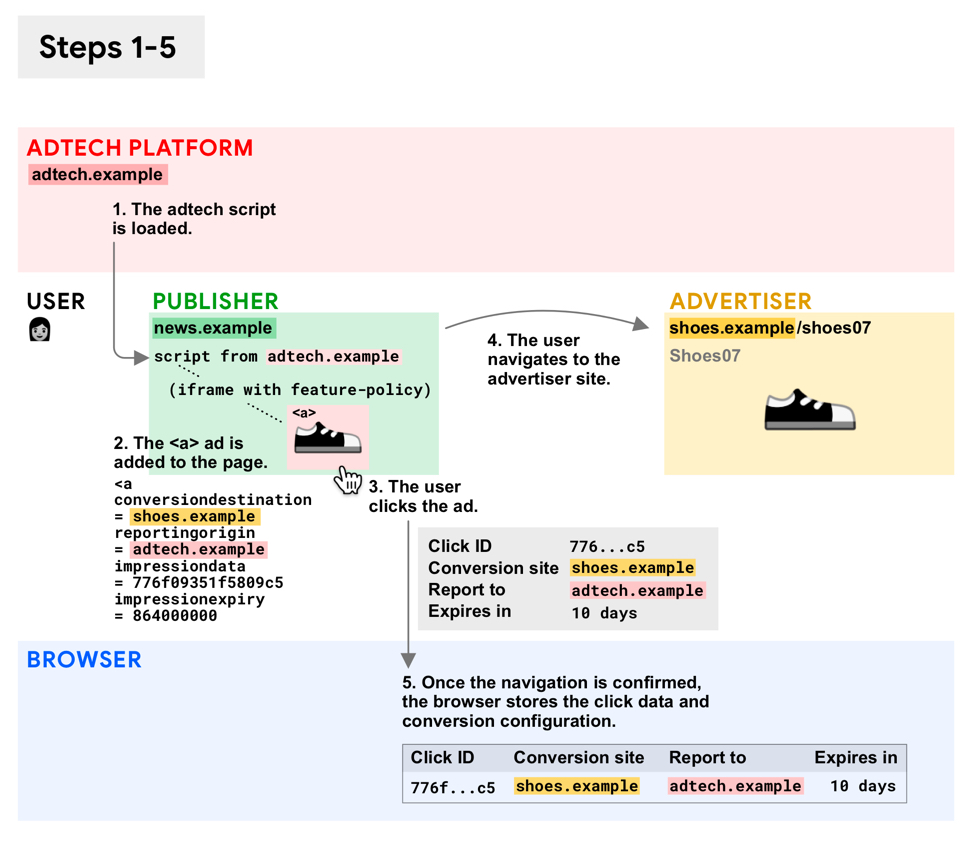 Steps 1-5
ADTECH PLATFORM
adtech.example
1. The adtech script
is loaded.
USER
PUBLISHER
news.example
script from adtech.example
(iframe with feature-policy)
<a>
2. The <a> ad is
added to the page.
<a
conversiondestination
= shoes.example
reportingorigin
= adtech.example
impressiondata
= 776f09351f5809c5
impressionexpiry
= 864000000
3. The user
clicks the ad.
4. The user
navigates to the
advertiser site.
ADVERTISER
shoes.example/shoes07
Shoes07
Click ID 776...c5
Conversion site shoes.example
Report to adtech.example
Expires in 10 days
BROWSER
5. Once the navigation is confirmed,
the browser stores the click data and
conversion configuration.
Click ID Conversion site Report to Expires in
776f...c5 shoes.example adtech.example 10 days